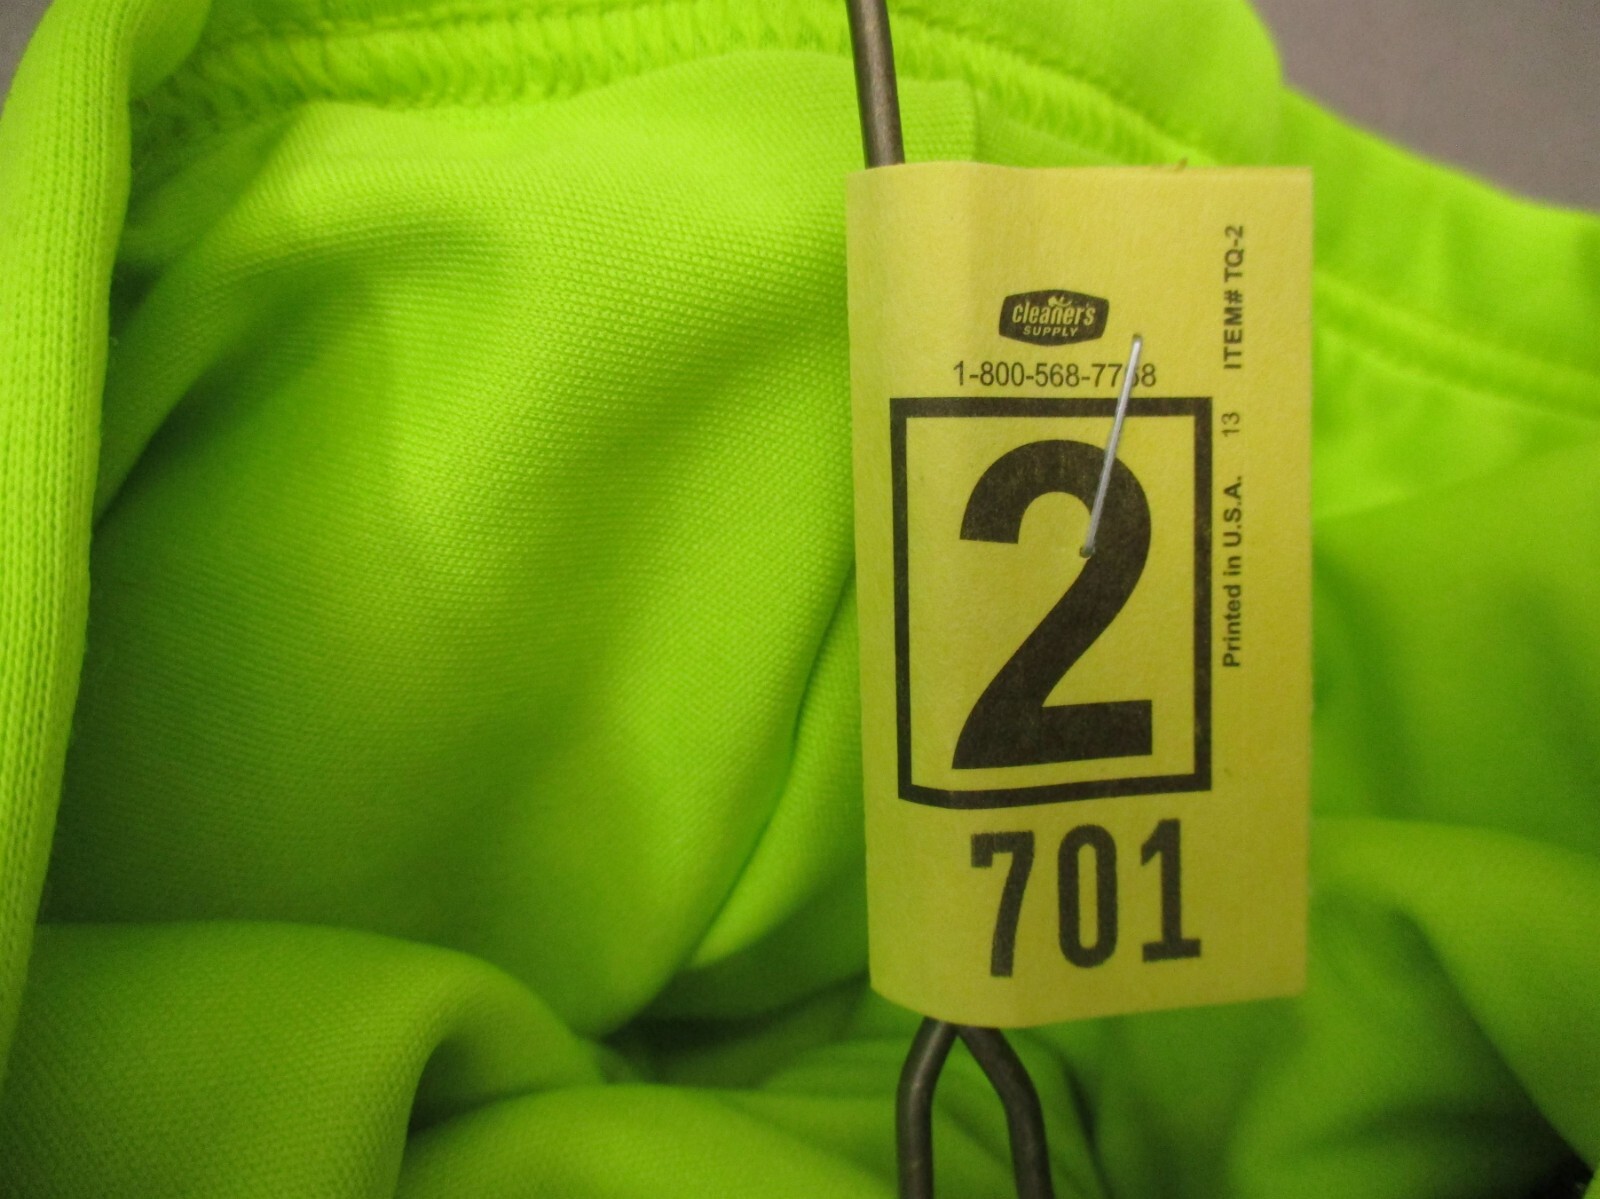 cleaner's
SUPPLY
1-800-568-7768
2
701
Printed in U.S.A. 13 ITEM# TQ-2